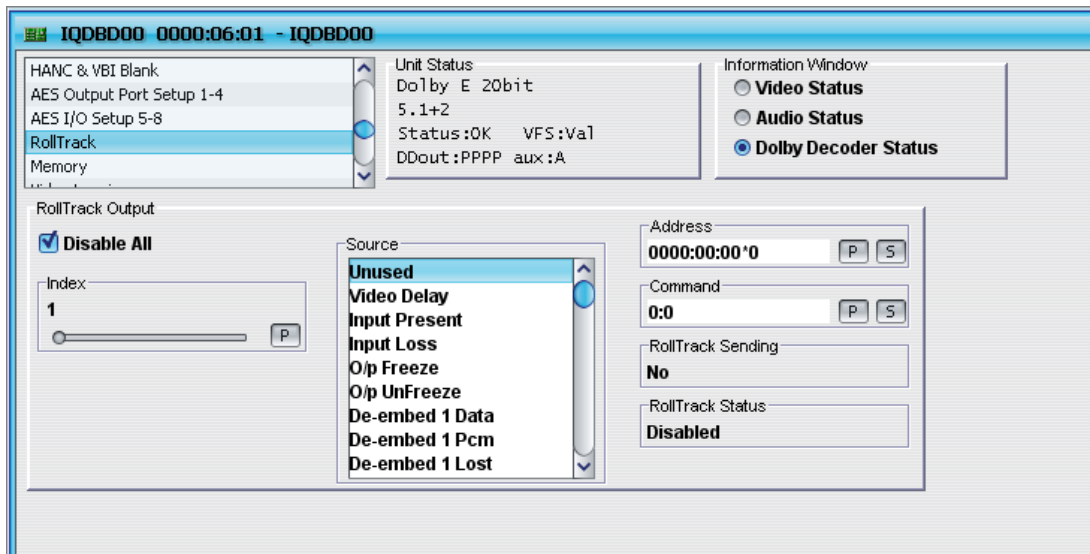 IQDBD00 0000:06:01 - IQDBD00
HANC & VBI Blank
AES Output Port Setup 1-4
AES I/O Setup 5-8
RollTrack
Memory
Unit Status
Dolby E 20bit
5.1+2
Status:OK VFS:Val
DDout:PPPP aux:A
Information Window
Video Status
Audio Status
Dolby Decoder Status
RollTrack Output
Disable All
Index
1
P
Source
Unused
Video Delay
Input Present
Input Loss
O/p Freeze
O/p UnFreeze
De-embed 1 Data
De-embed 1 Pcm
De-embed 1 Lost
Address
0000:00:00*0 P S
Command
0:0 P S
RollTrack Sending
No
RollTrack Status
Disabled